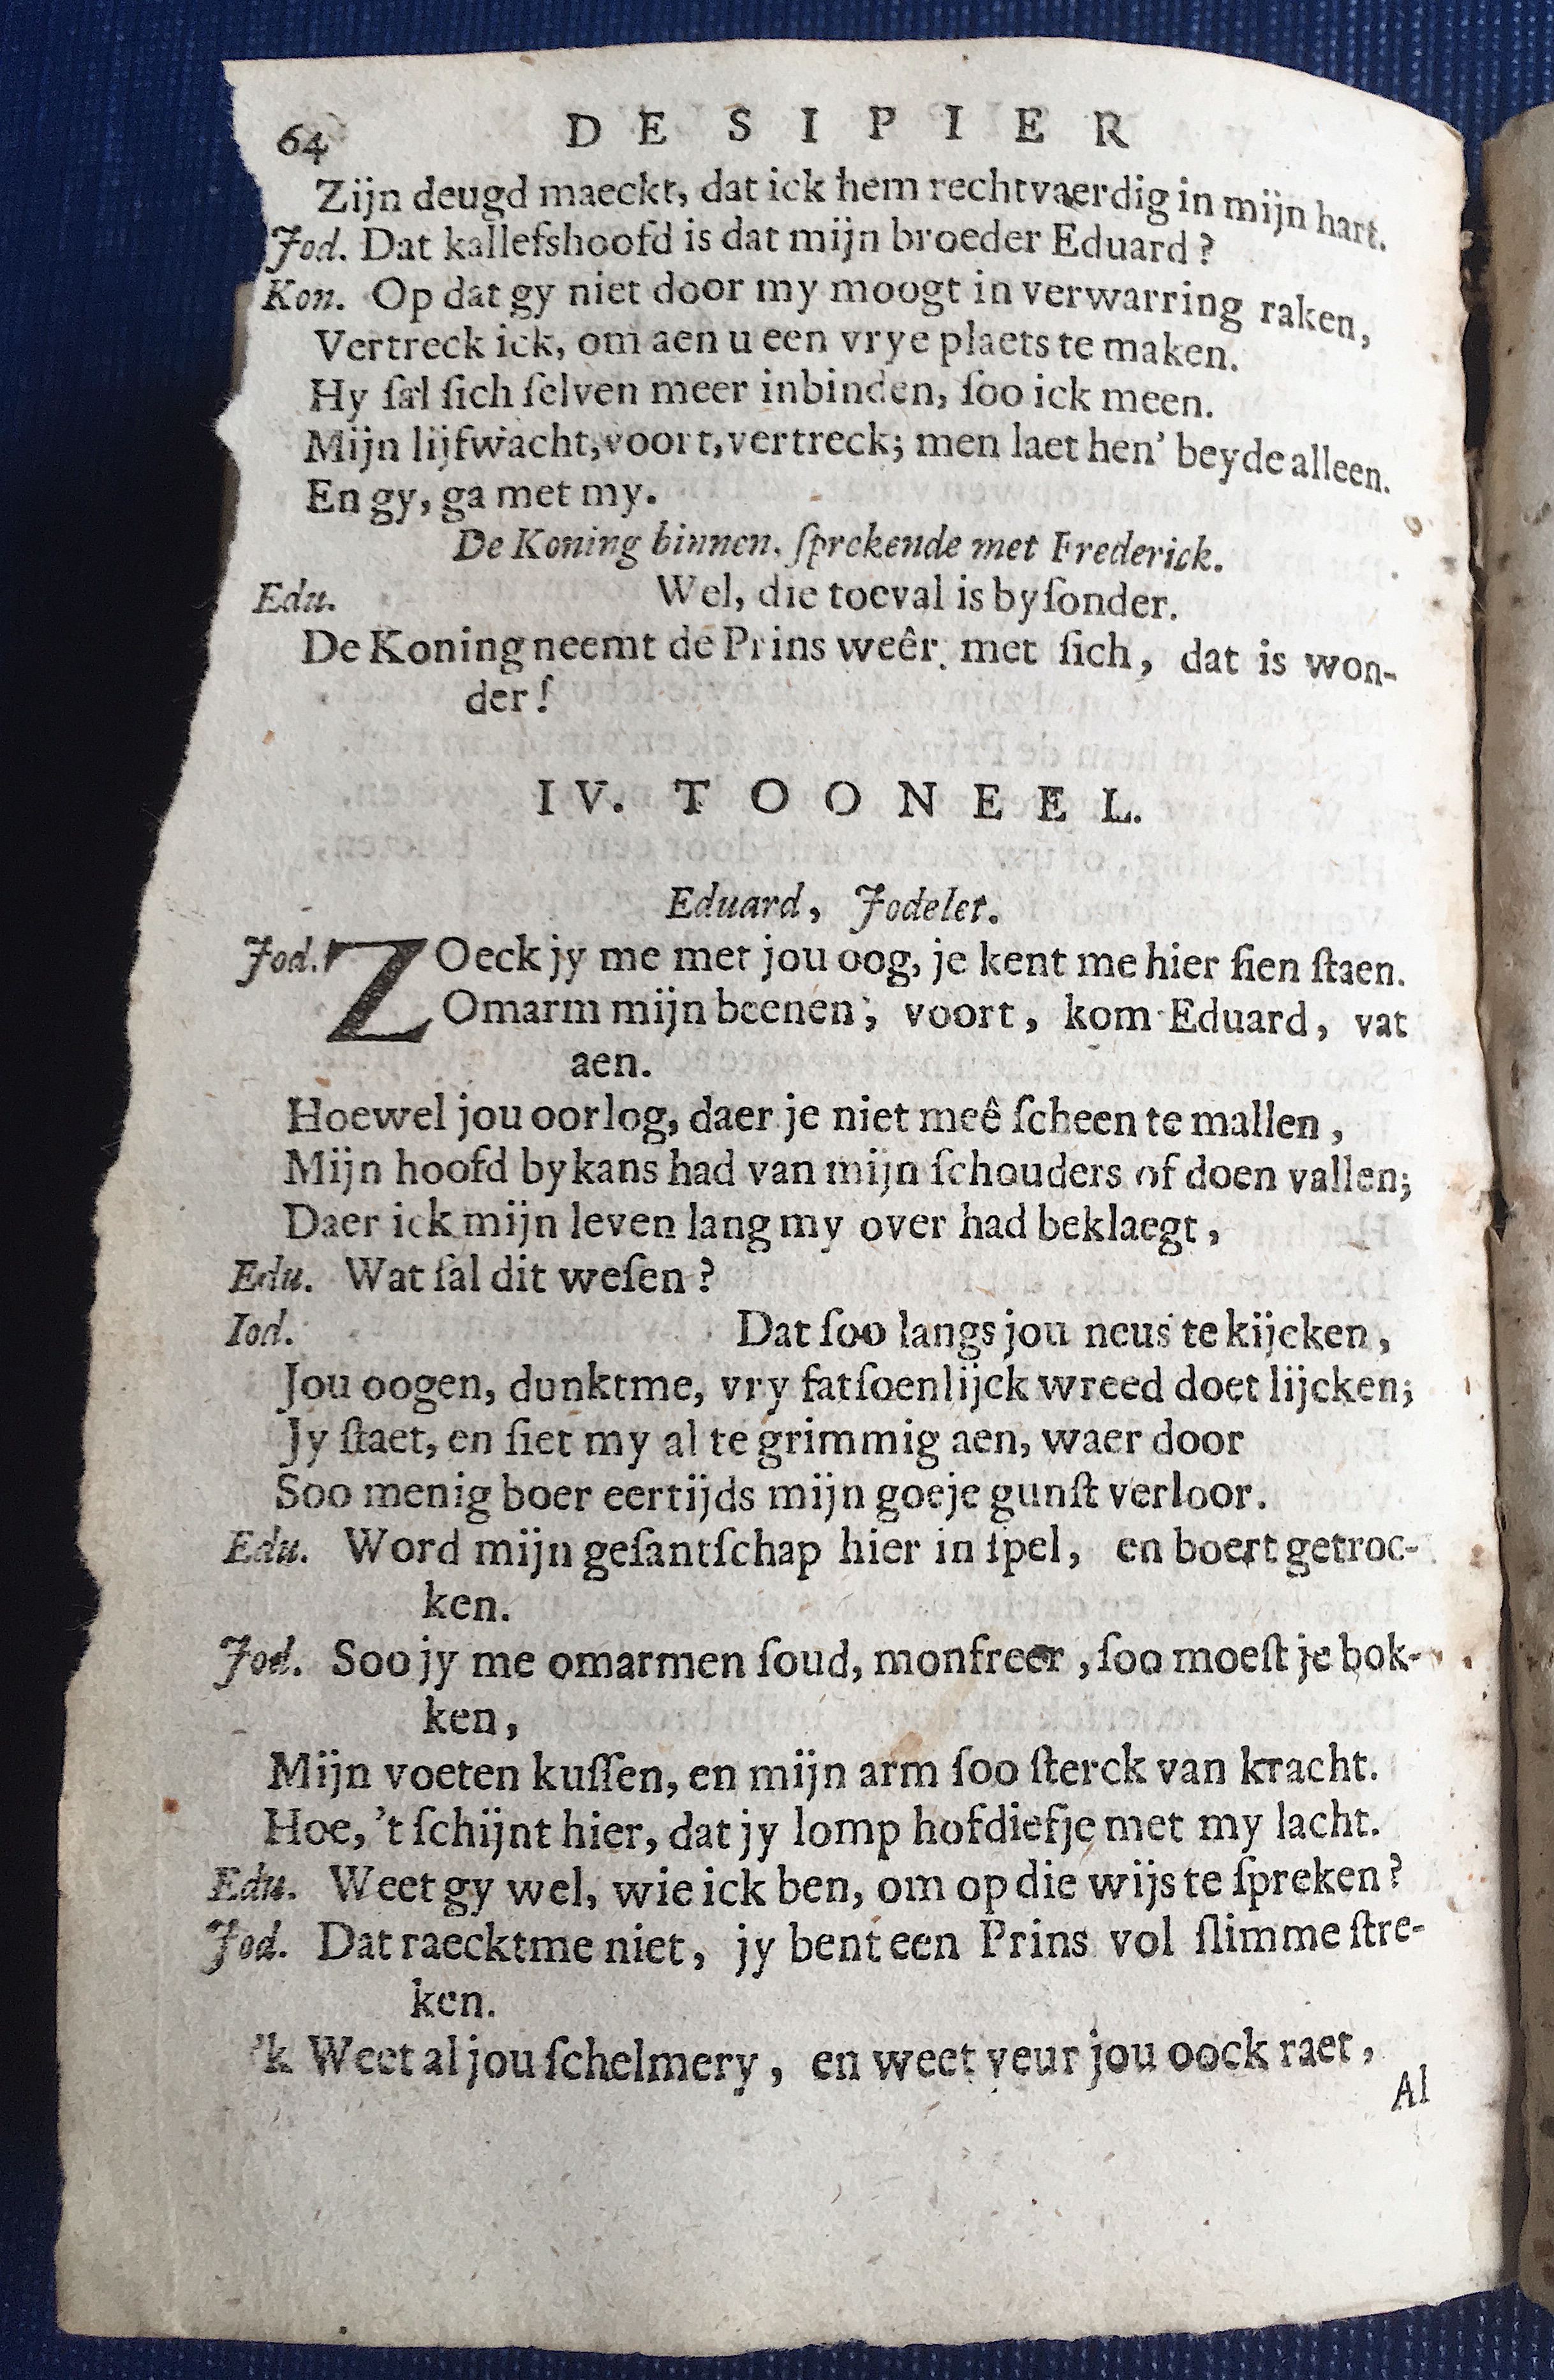 64 DE SIPIER
Zijn deugd maeckt, dat ick hem rechtvaerdig in mijn hart.
Jod. Dat kallefshoofd is dat mijn broeder Eduard?
Kon. Op dat gy niet door my moogt in verwarring raken,
Vertreck ick, om aen u een vrye plaets te maken.
Hy ſal ſich ſelven meer inbinden, ſoo ick meen.
Mijn lijfwacht, voort, vertreck; men laet hen' beyde alleen.
En gy, ga met my.
De Koning binnen, ſprekende met Frederick.
Edu. Wel, die toeval is byſonder.
De Koning neemt de Prins weêr met ſich, dat is won-
der!
IV. TOONEEL.
Eduard, Jodelet.
Jod. ZOeck jy me met jou oog, je kent me hier ſien ſtaen.
Omarm mijn beenen; voort, kom Eduard, vat
aen.
Hoewel jou oorlog, daer je niet meê ſcheen te mallen,
Mijn hoofd bykans had van mijn ſchouders of doen vallen;
Daer ick mijn leven lang my over had beklaegt,
Edu. Wat ſal dit weſen?
Iod. Dat ſoo langs jou neus te kijcken,
Jou oogen, dunktme, vry fatſoenlijck wreed doet lijcken;
Jy ſtaet, en ſiet my al te grimmig aen, waer door
Soo menig boer eertijds mijn goeje gunſt verloor.
Edu. Word mijn geſantſchap hier in ſpel, en boert getroc-
ken.
Jod. Soo jy me omarmen ſoud, monfreer, ſoo moeſt je bok-
ken,
Mijn voeten kuſſen, en mijn arm ſoo ſterck van kracht.
Hoe, 't ſchijnt hier, dat jy lomp hofdiefje met my lacht.
Edu. Weet gy wel, wie ick ben, om op die wijs te ſpreken?
Jod. Dat raecktme niet, jy bent een Prins vol ſlimme ſtre-
ken.
'k Weet al jou ſchelmery, en weet veur jou oock raet,
Al